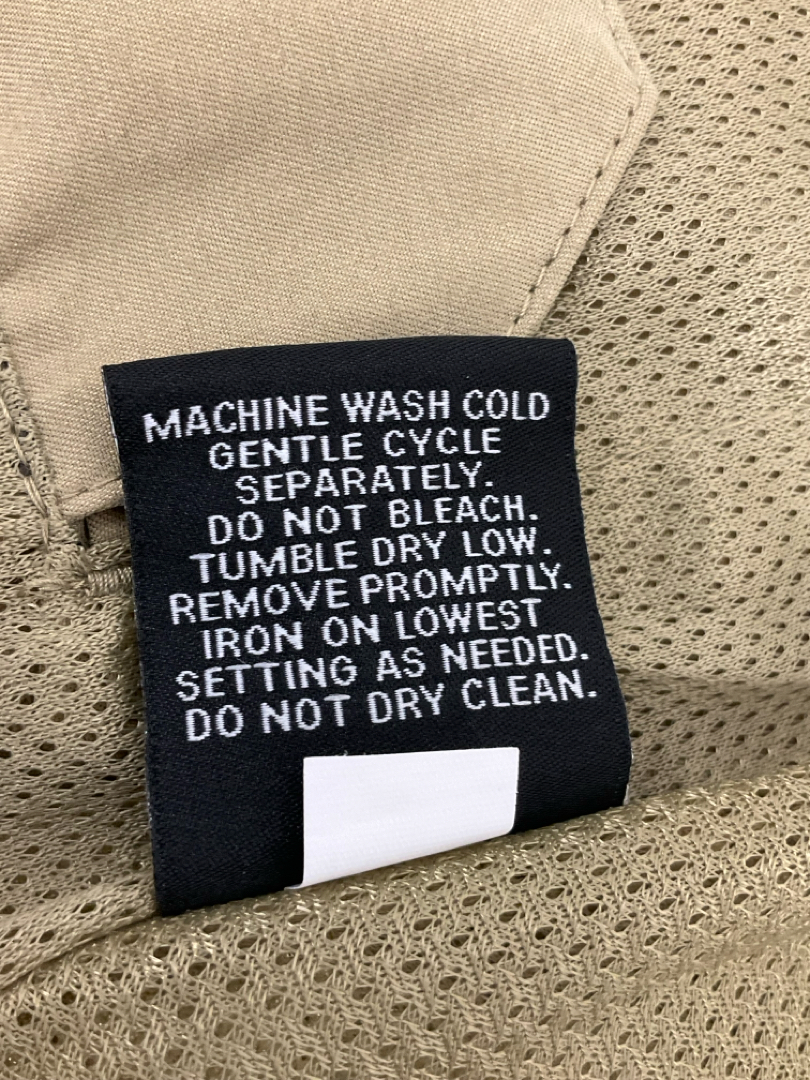 MACHINE WASH COLD
GENTLE CYCLE
SEPARATELY.
DO NOT BLEACH.
TUMBLE DRY LOW.
REMOVE PROMPTLY.
IRON ON LOWEST
SETTING AS NEEDED.
DO NOT DRY CLEAN.